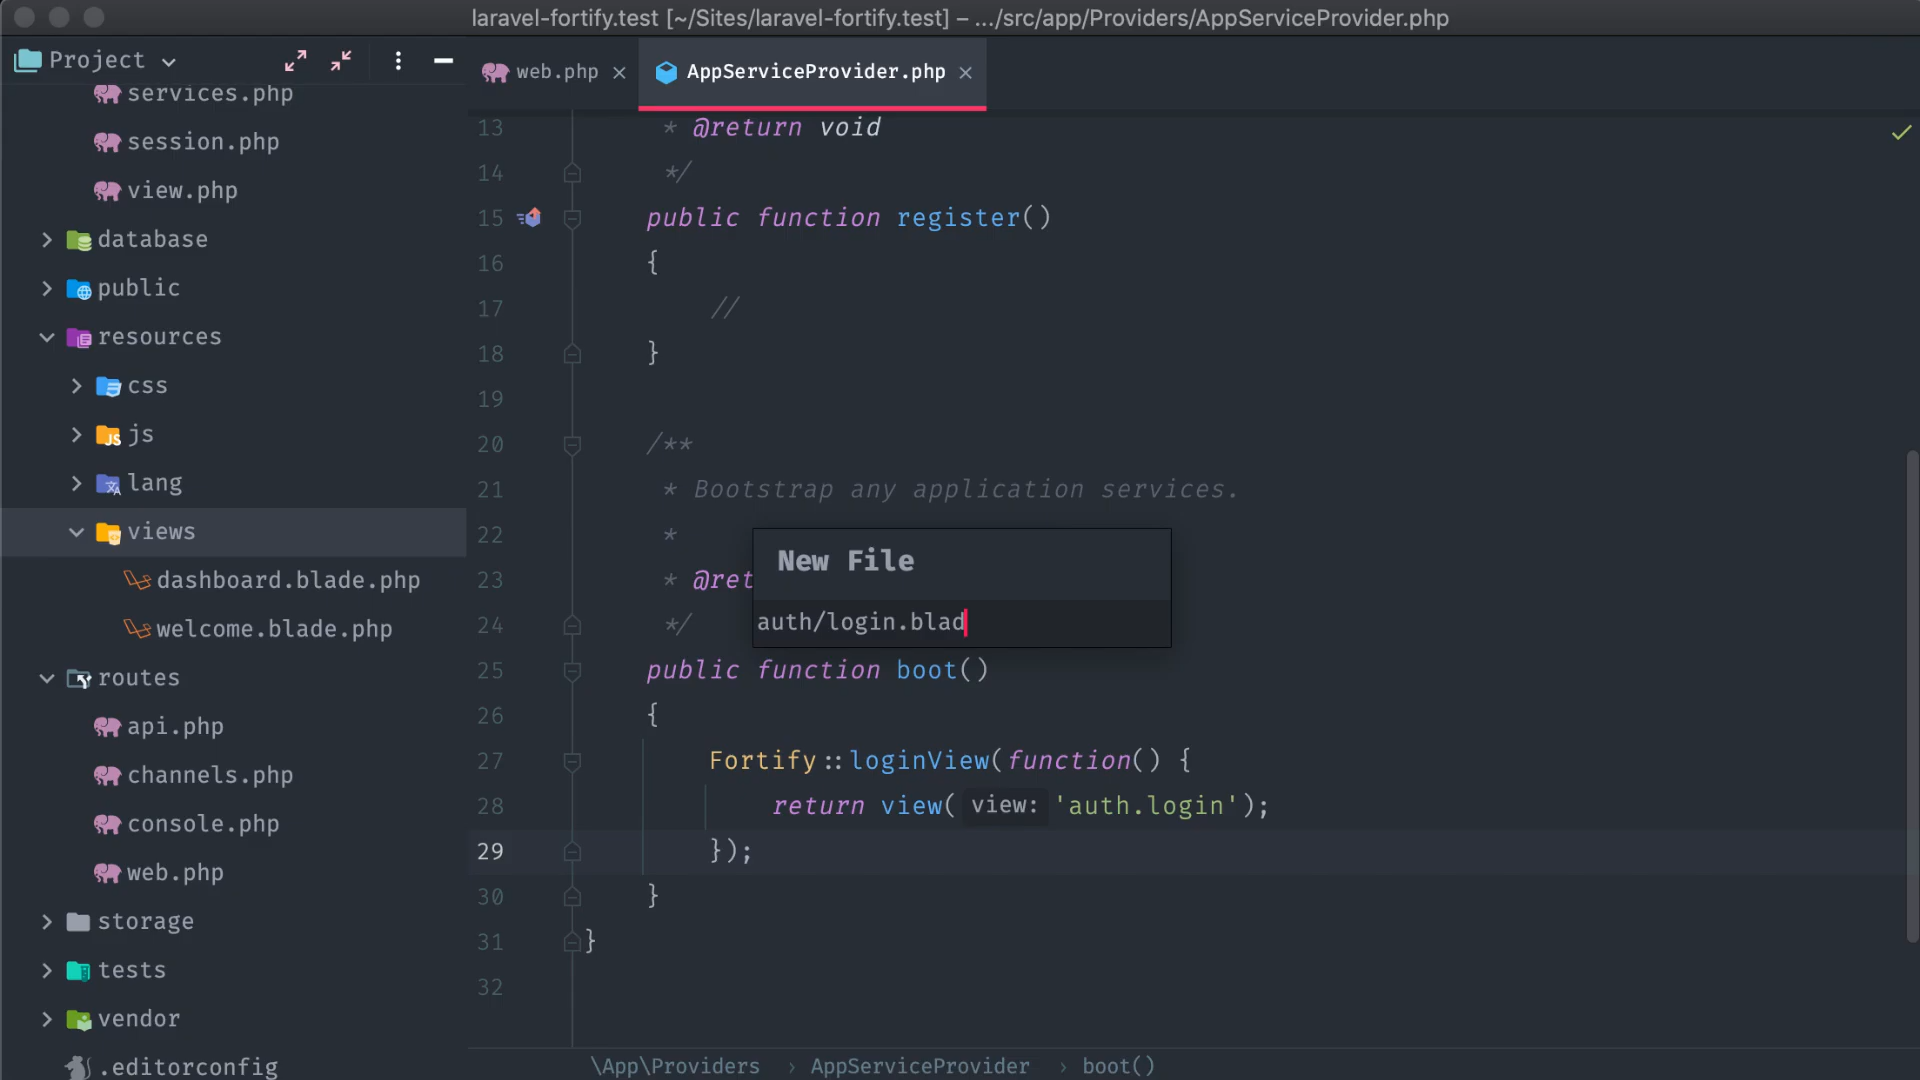 laravel-fortify.test [~/Sites/laravel-fortify.test] – .../src/app/Providers/AppServiceProvider.php
Project
services.php
session.php
view.php
database
public
resources
css
js
lang
views
dashboard.blade.php
welcome.blade.php
routes
api.php
channels.php
console.php
web.php
storage
tests
vendor
.editorconfig
web.php
AppServiceProvider.php
13 * @return void
14 */
15 public function register()
16 {
17 //
18 }
19
20 /**
21 * Bootstrap any application services.
22 *
23 * @ret
24 */
25 public function boot()
26 {
27 Fortify::loginView(function() {
28 return view( view: 'auth.login');
29 });
30 }
31 }
32
New File
auth/login.blad
\App\Providers › AppServiceProvider › boot()